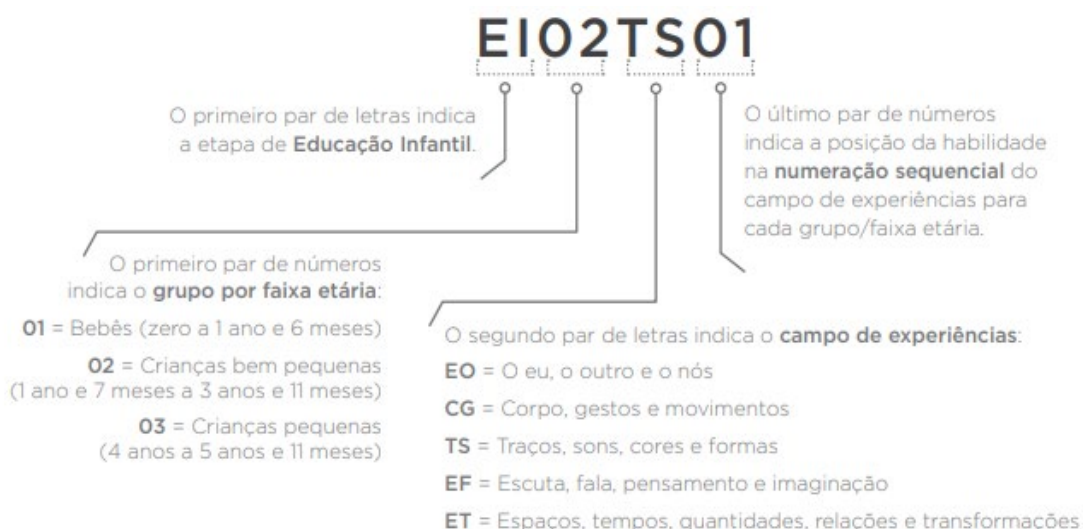 EI02TS01
O primeiro par de letras indica
a etapa de Educação Infantil.
O último par de números
indica a posição da habilidade
na numeração sequencial do
campo de experiências para
cada grupo/faixa etária.
O primeiro par de números
indica o grupo por faixa etária:
01 = Bebês (zero a 1 ano e 6 meses)
02 = Crianças bem pequenas
(1 ano e 7 meses a 3 anos e 11 meses)
03 = Crianças pequenas
(4 anos a 5 anos e 11 meses)
O segundo par de letras indica o campo de experiências:
EO = O eu, o outro e o nós
CG = Corpo, gestos e movimentos
TS = Traços, sons, cores e formas
EF = Escuta, fala, pensamento e imaginação
ET = Espaços, tempos, quantidades, relações e transformações